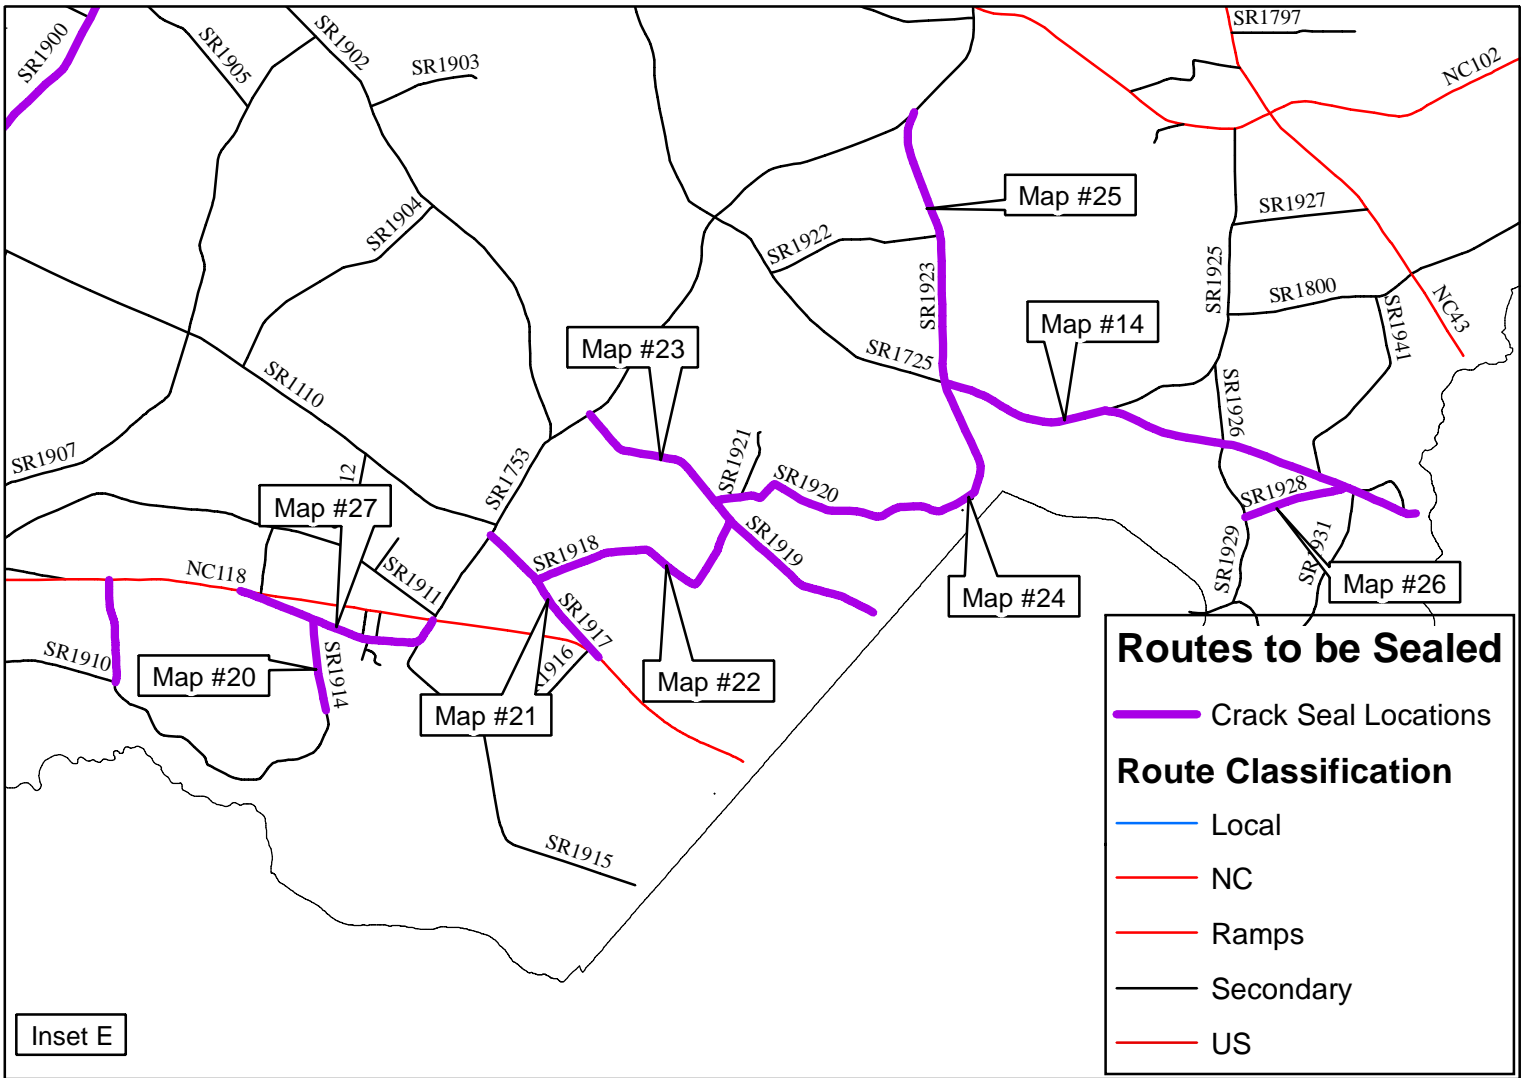 SR1797
SR1900
SR1905
SR1902
SR1903
NC102
Map #25
SR1904
SR1927
SR1922
SR1925
SR1923
SR1800
NC43
SR1941
Map #14
Map #23
SR1725
SR1110
SR1926
SR1907
SR1753
SR1921
SR1920
SR1928
12
Map #27
SR1919
SR1918
SR1929
NC118
SR1911
Map #26
Map #24
SR1917
SR1910
Map #20
SR1914
1916
Map #22
Map #21
SR1915
Routes to be Sealed
Crack Seal Locations
Route Classification
Local
NC
Ramps
Secondary
US
Inset E